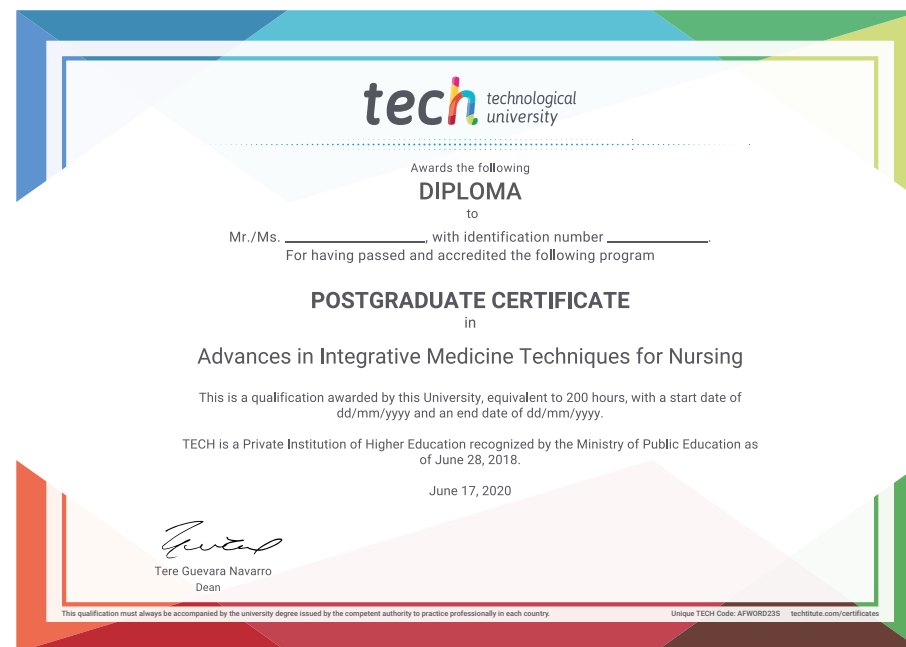 tech technological
university
Awards the following
DIPLOMA
to
Mr./Ms. ____________________, with identification number ______________.
For having passed and accredited the following program
POSTGRADUATE CERTIFICATE
in
Advances in Integrative Medicine Techniques for Nursing
This is a qualification awarded by this University, equivalent to 200 hours, with a start date of
dd/mm/yyyy and an end date of dd/mm/yyyy.
TECH is a Private Institution of Higher Education recognized by the Ministry of Public Education as
of June 28, 2018.
June 17, 2020
Tere Guevara Navarro
Dean
This qualification must always be accompanied by the university degree issued by the competent authority to practice professionally in each country. Unique TECH Code: AFWORD23S techtitute.com/certificates